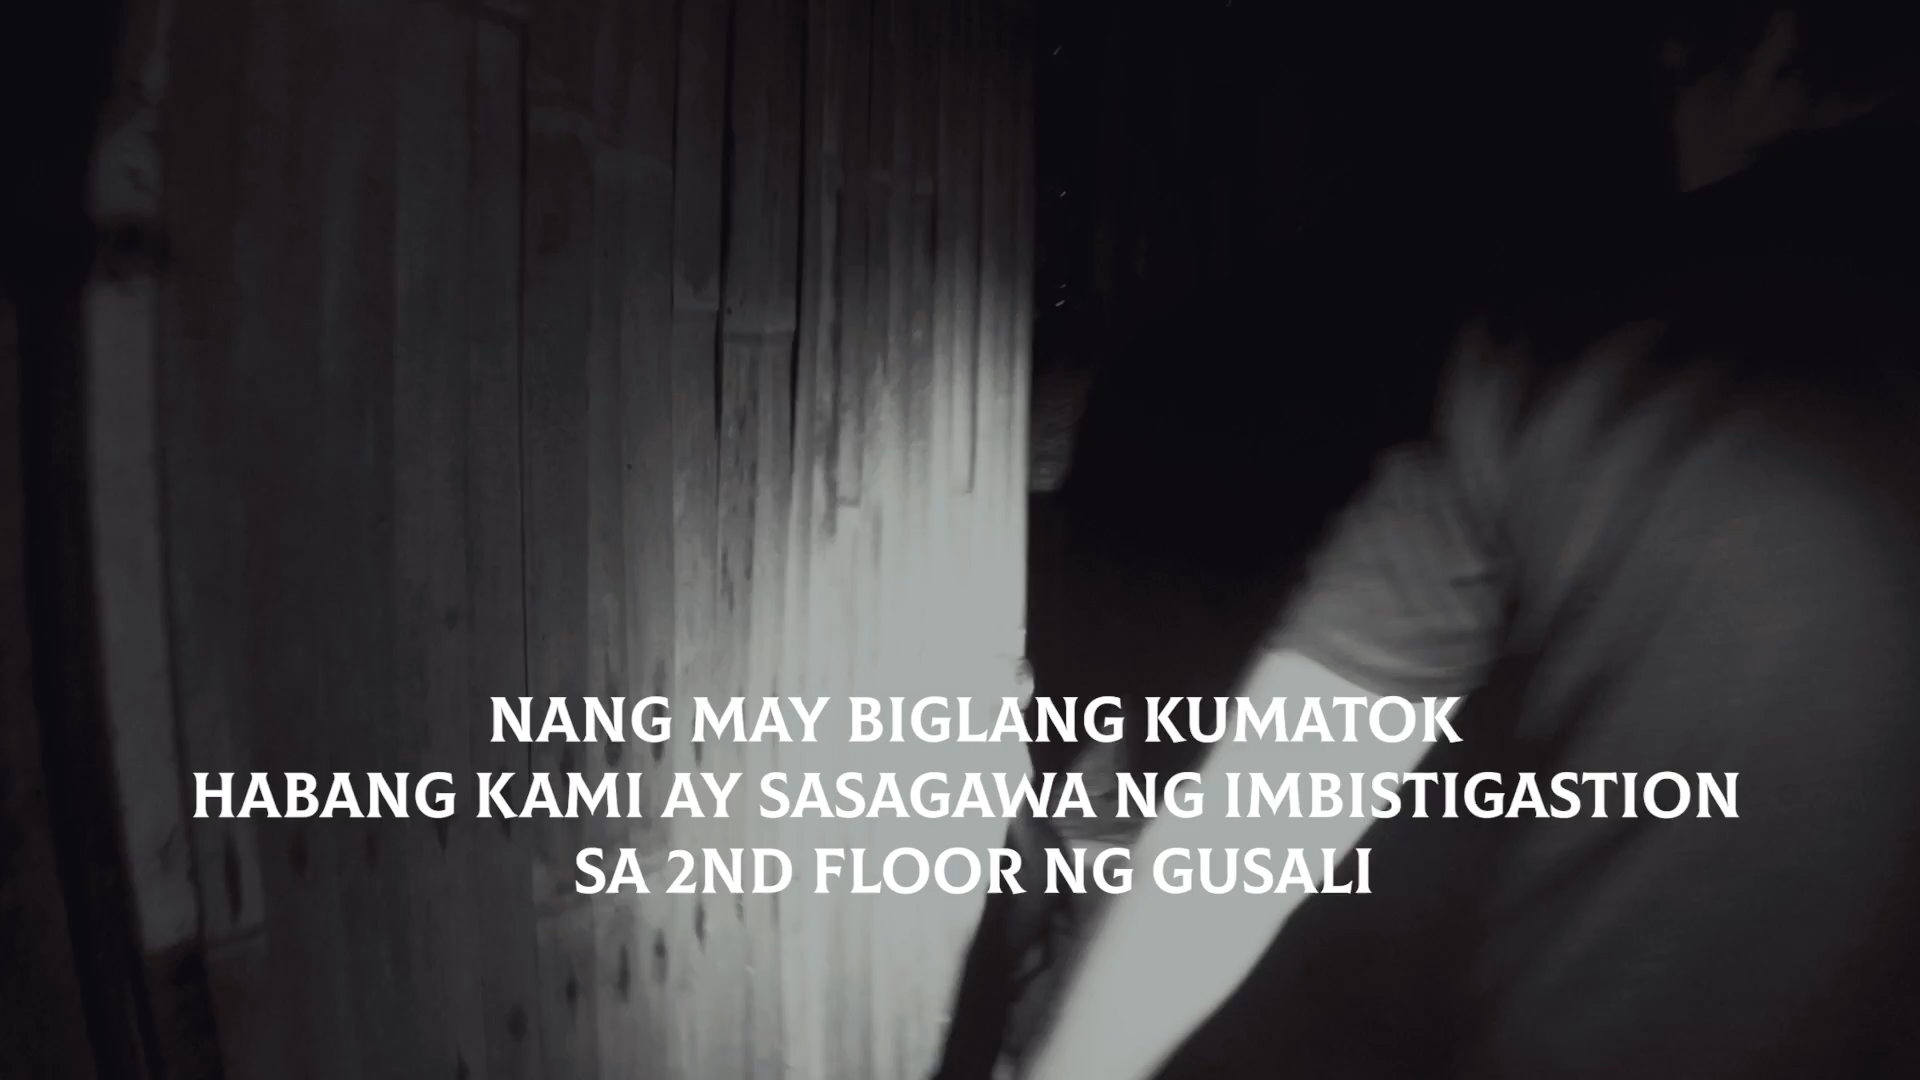 NANG MAY BIGLANG KUMATOK
HABANG KAMI AY SASAGAWA NG IMBISTIGASTION
SA 2ND FLOOR NG GUSALI